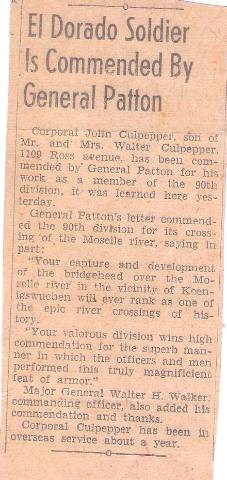 El Dorado Soldier
Is Commended By
General Patton
Corporal John Culpepper, son of
Mr. and Mrs. Walter Culpepper,
1109 Ross avenue, has been com-
mended by General Patton for his
work as a member of the 90th
division, it was learned here yes-
terday.
General Patton's letter commend-
ed the 90th division for its cross-
ing of the Moselle river, saying in
part:
"Your capture and development
of the bridgehead over the Mo-
selle river in the vicinity of Koen-
igswueben will ever rank as one of
the epic river crossings of his-
tory.
"Your valorous division wins high
commendation for the superb man-
ner in which the officers and men
performed this truly magnificient
feat of armor."
Major General Walter H. Walker,
commanding officer, also added his
commendation and thanks.
Corporal Culpepper has been in
overseas service about a year.